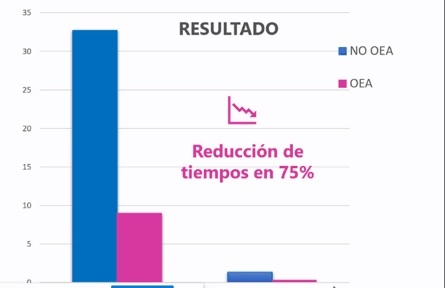 35
RESULTADO
30
NO OEA
25
OEA
20
Reducción de
tiempos en 75%
15
10
5
0